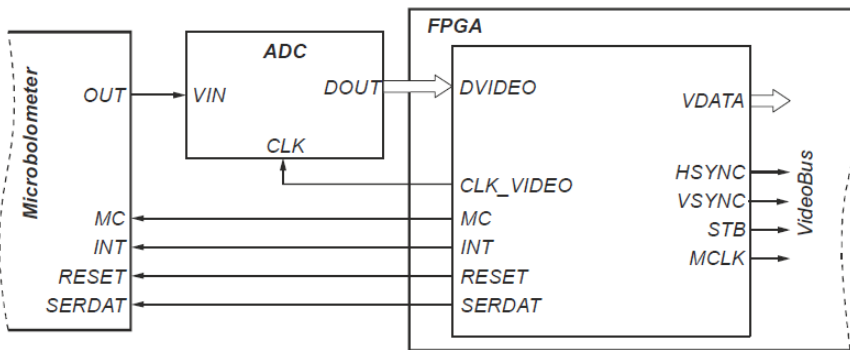 FPGA
ADC
Microbolometer
OUT
VIN
DOUT
DVIDEO
VDATA
CLK
CLK_VIDEO
HSYNC
VSYNC
STB
MCLK
VideoBus
MC
MC
INT
INT
RESET
RESET
SERDAT
SERDAT